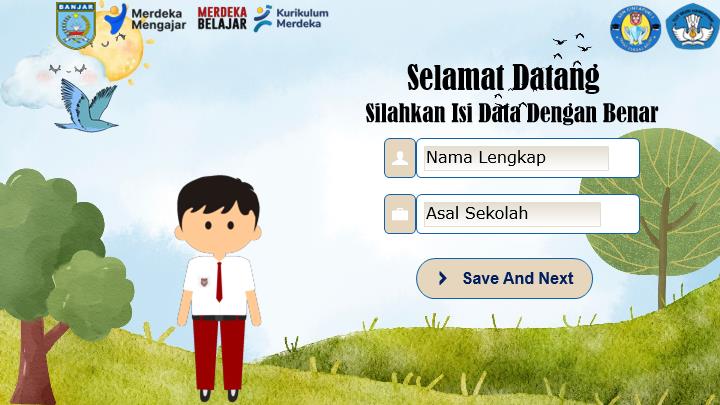 BANJAR
Merdeka
Mengajar
MERDEKA
BELAJAR
Kurikulum
Merdeka
Selamat Datang
Silahkan Isi Data Dengan Benar
Nama Lengkap
Asal Sekolah
Save And Next